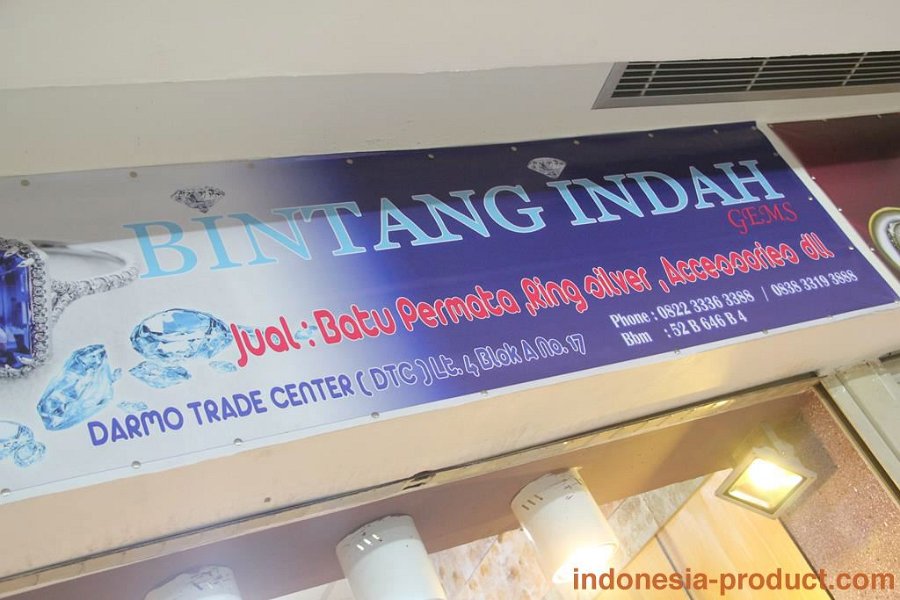 BINTANG INDAH
GEMS
Jual : Batu Permata ,Ring silver , Accessories dll
Phone : 0822 3336 3388 / 0838 3319 3888
Bbm : 52 B 646 B 4
DARMO TRADE CENTER ( DTC ) Lt. 4 Blok A No. 17
indonesia-product.com